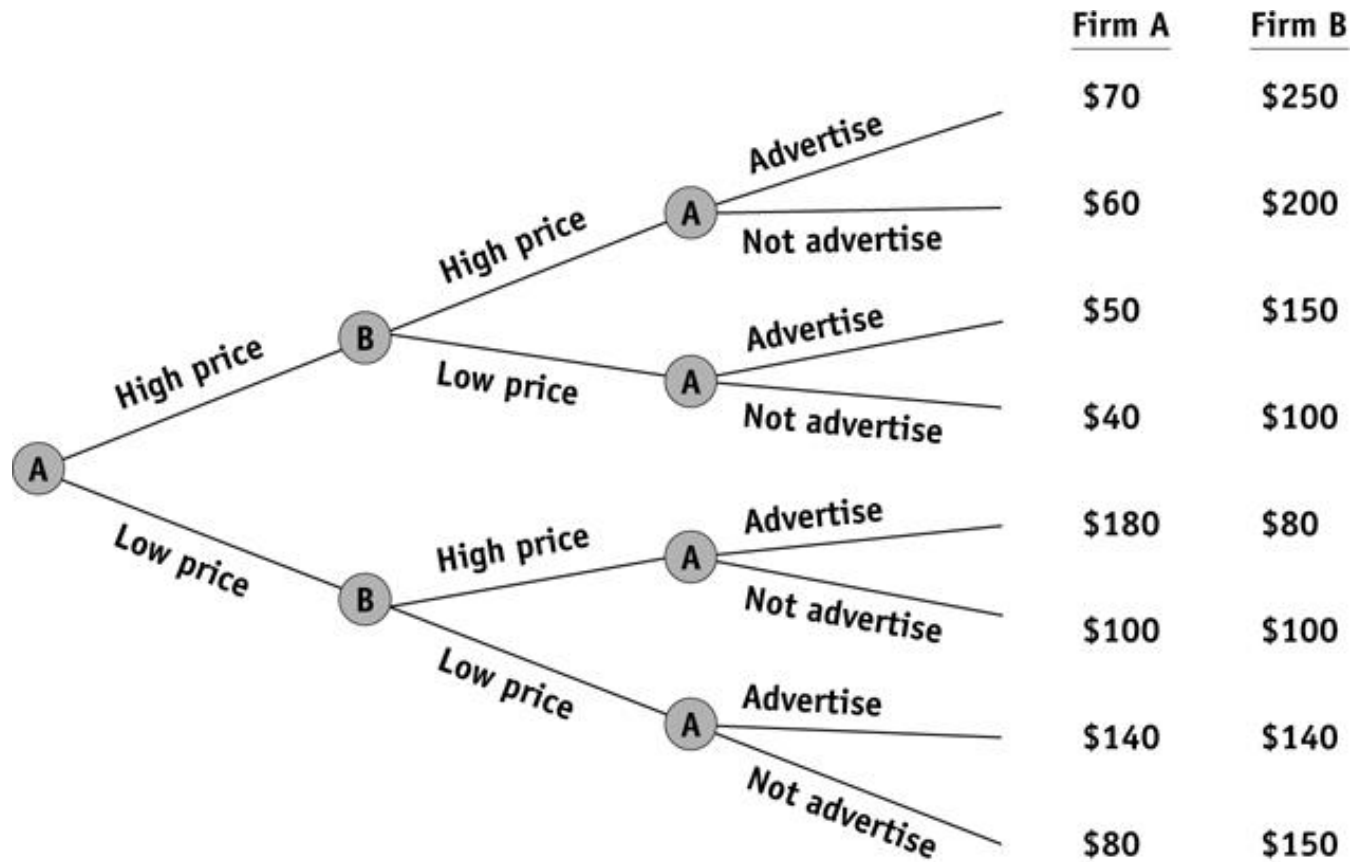 Firm A Firm B
$70 $250
Advertise
$60 $200
A
High price
Not advertise
$50 $150
Advertise
B
High price
Low price
A
$40 $100
Not advertise
A
Low price
$180 $80
Advertise
High price
A
B
Not advertise
$100 $100
Low price
Advertise
A
$140 $140
Not advertise
$80 $150